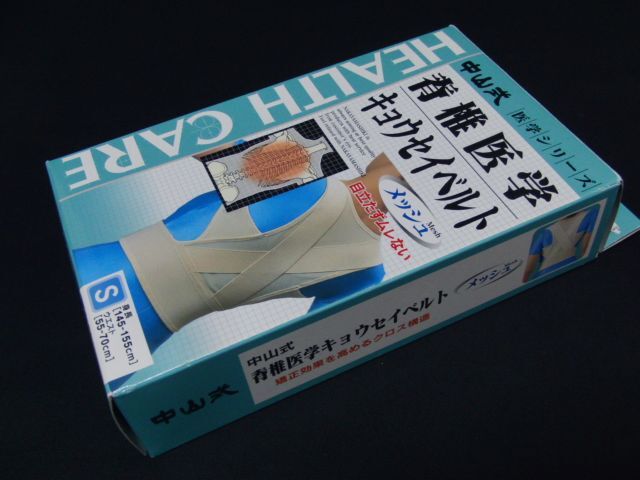 HEALTH CARE
中山式
医学シリーズ
脊椎医学
キョウセイベルト
メッシュ
Mesh
目立たずムレない
S
身長
[145-155cm]
ウエスト
[55-70cm]
中山式
脊椎医学キョウセイベルト
メッシュ
矯正効果を高めるクロス構造
中山式